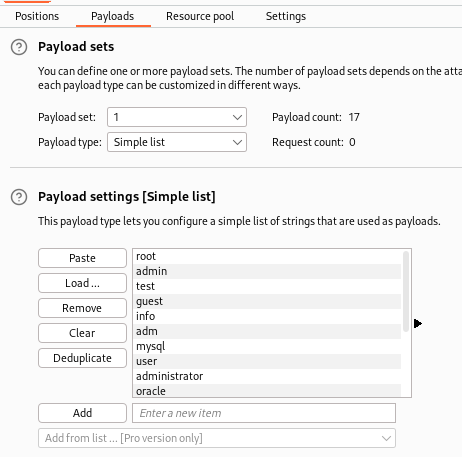 Positions Payloads Resource pool Settings
Payload sets
You can define one or more payload sets. The number of payload sets depends on the atta
each payload type can be customized in different ways.
Payload set: 1 Payload count: 17
Payload type: Simple list Request count: 0
Payload settings [Simple list]
This payload type lets you configure a simple list of strings that are used as payloads.
Paste
Load ...
Remove
Clear
Deduplicate
root
admin
test
guest
info
adm
mysql
user
administrator
oracle
Add Enter a new item
Add from list ... [Pro version only]